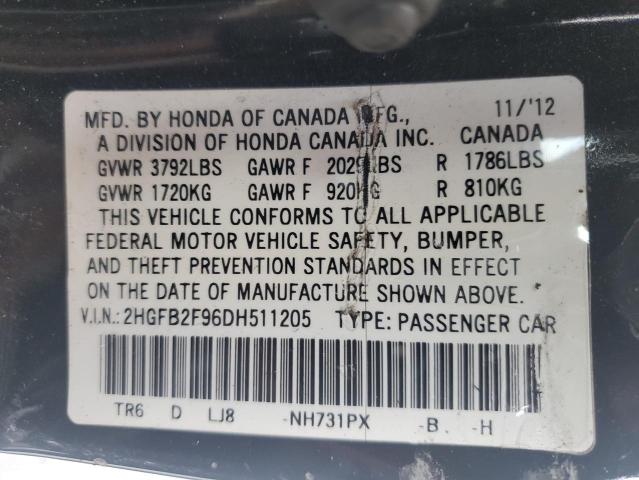 MFD. BY HONDA OF CANADA MFG., 11/'12
A DIVISION OF HONDA CANADA INC. CANADA
GVWR 3792LBS GAWR F 2029LBS R 1786LBS
GVWR 1720KG GAWR F 920KG R 810KG
THIS VEHICLE CONFORMS TO ALL APPLICABLE
FEDERAL MOTOR VEHICLE SAFETY, BUMPER,
AND THEFT PREVENTION STANDARDS IN EFFECT
ON THE DATE OF MANUFACTURE SHOWN ABOVE.
V.I.N.: 2HGFB2F96DH511205 TYPE: PASSENGER CAR
TR6 D LJ8 -NH731PX -B -H